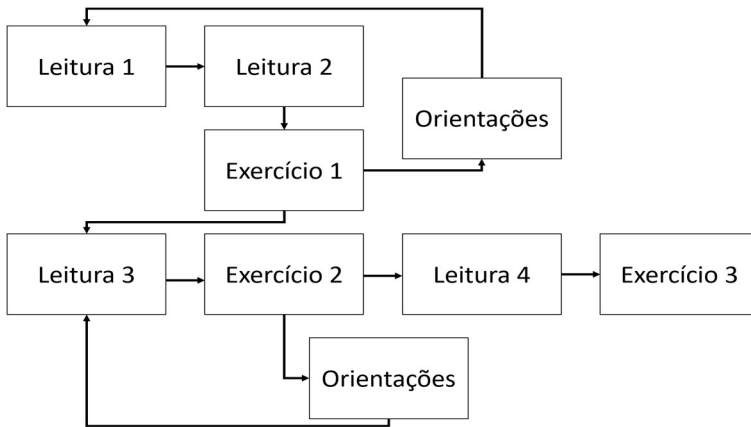 Leitura 1
Leitura 2
Orientações
Exercício 1
Leitura 3
Exercício 2
Leitura 4
Exercício 3
Orientações